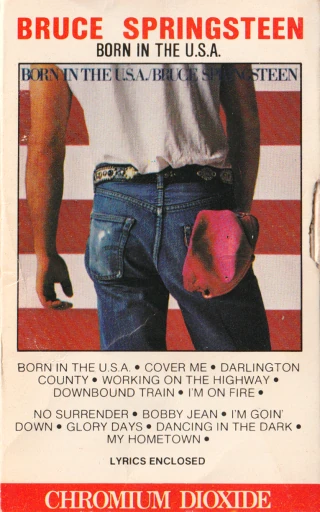 BRUCE SPRINGSTEEN
BORN IN THE U.S.A.
BORN IN THE U.S.A./BRUCE SPRINGSTEEN
BORN IN THE U.S.A. • COVER ME • DARLINGTON
COUNTY • WORKING ON THE HIGHWAY •
DOWNBOUND TRAIN • I'M ON FIRE •
NO SURRENDER • BOBBY JEAN • I'M GOIN'
DOWN • GLORY DAYS • DANCING IN THE DARK •
MY HOMETOWN •
LYRICS ENCLOSED
CHROMIUM DIOXIDE